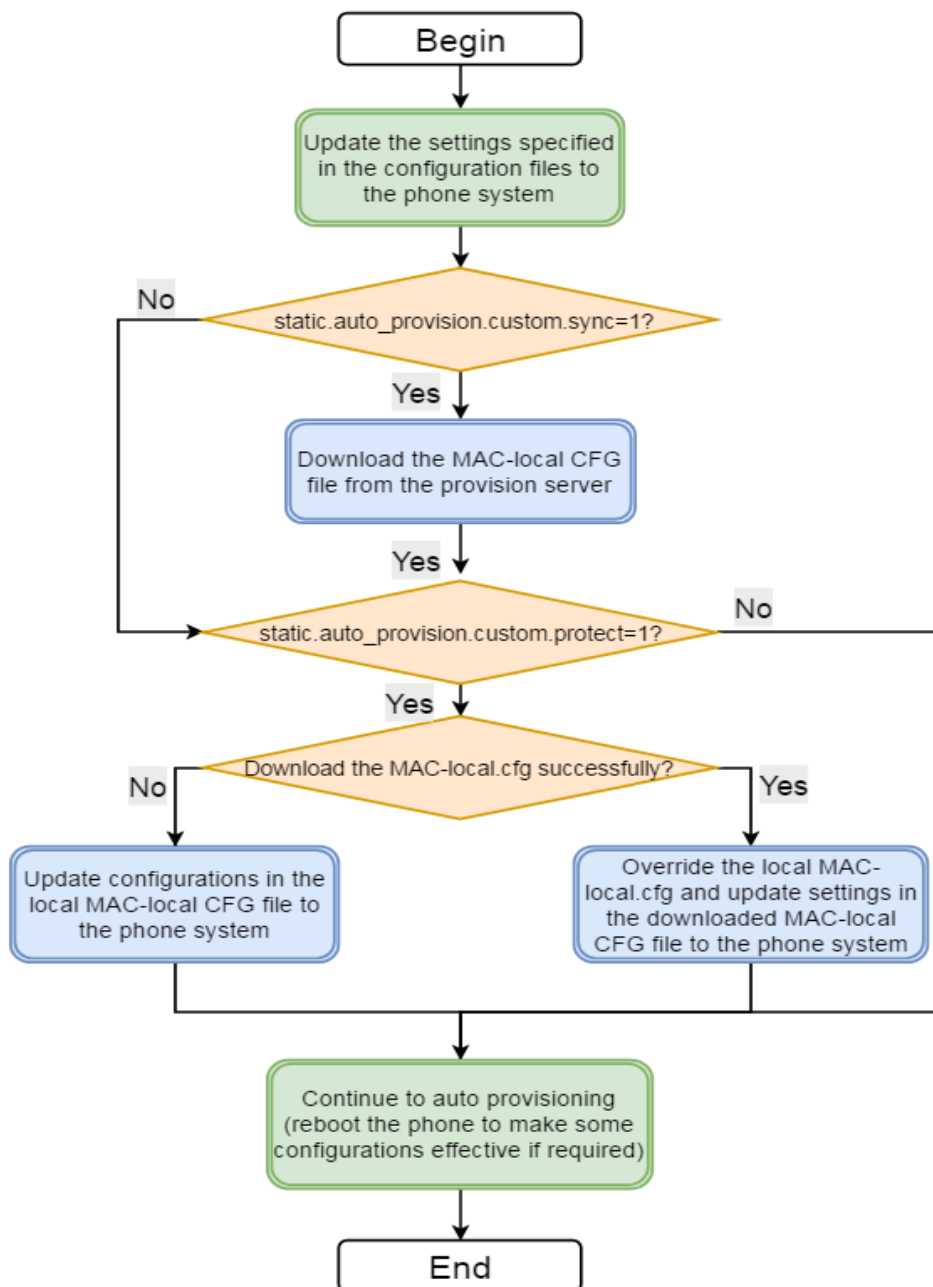 Begin
Update the settings specified
in the configuration files to
the phone system
No
static.auto_provision.custom.sync=1?
Yes
Download the MAC-local CFG
file from the provision server
Yes
No
static.auto_provision.custom.protect=1?
Yes
Download the MAC-local.cfg successfully?
No
Yes
Update configurations in the
local MAC-local CFG file to
the phone system
Override the local MAC-
local.cfg and update settings in
the downloaded MAC-local
CFG file to the phone system
Continue to auto provisioning
(reboot the phone to make some
configurations effective if required)
End